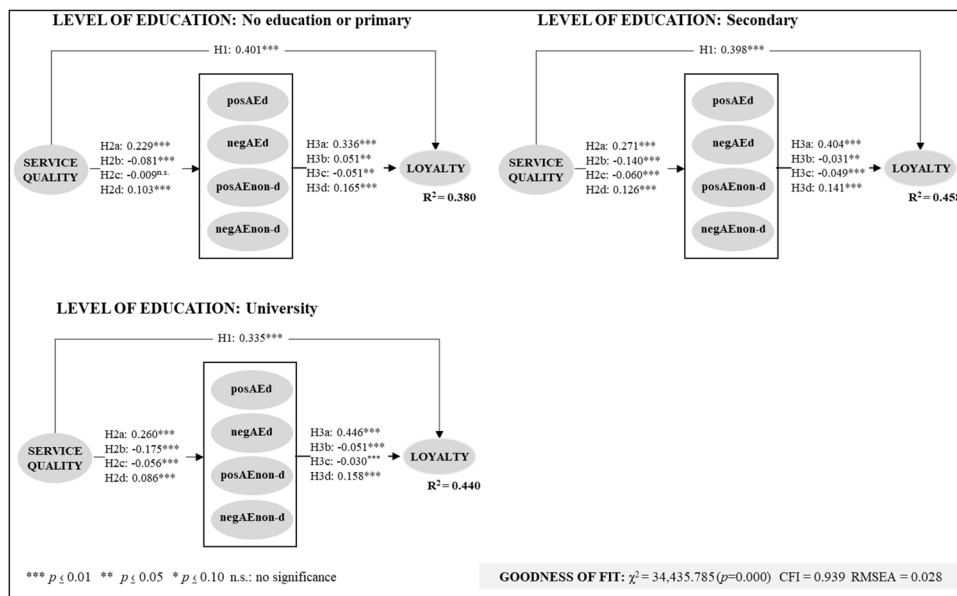 LEVEL OF EDUCATION: No education or primary
H1: 0.401***
posAEd
negAEd
posAEnon-d
negAEnon-d
SERVICE
QUALITY
H2a: 0.229***
H2b: -0.081***
H2c: -0.009n.s.
H2d: 0.103***
H3a: 0.336***
H3b: 0.051**
H3c: -0.051**
H3d: 0.165***
LOYALTY
R² = 0.380
LEVEL OF EDUCATION: Secondary
H1: 0.398***
posAEd
negAEd
posAEnon-d
negAEnon-d
SERVICE
QUALITY
H2a: 0.271***
H2b: -0.140***
H2c: -0.060***
H2d: 0.126***
H3a: 0.404***
H3b: -0.031**
H3c: -0.049***
H3d: 0.141***
LOYALTY
R² = 0.458
LEVEL OF EDUCATION: University
H1: 0.335***
posAEd
negAEd
posAEnon-d
negAEnon-d
SERVICE
QUALITY
H2a: 0.260***
H2b: -0.175***
H2c: -0.056***
H2d: 0.086***
H3a: 0.446***
H3b: -0.051***
H3c: -0.030***
H3d: 0.158***
LOYALTY
R² = 0.440
*** p ≤ 0.01 ** p ≤ 0.05 * p ≤ 0.10 n.s.: no significance
GOODNESS OF FIT: χ² = 34,435.785 (p=0.000) CFI = 0.939 RMSEA = 0.028